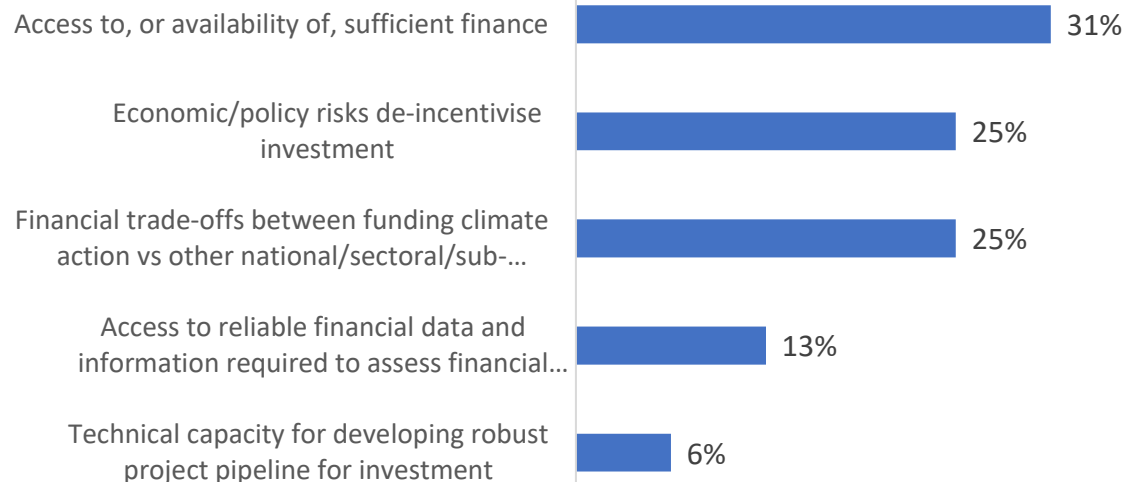 Access to, or availability of, sufficient finance
31%
Economic/policy risks de-incentivise
investment
25%
Financial trade-offs between funding climate
action vs other national/sectoral/sub-…
25%
Access to reliable financial data and
information required to assess financial…
13%
Technical capacity for developing robust
project pipeline for investment
6%